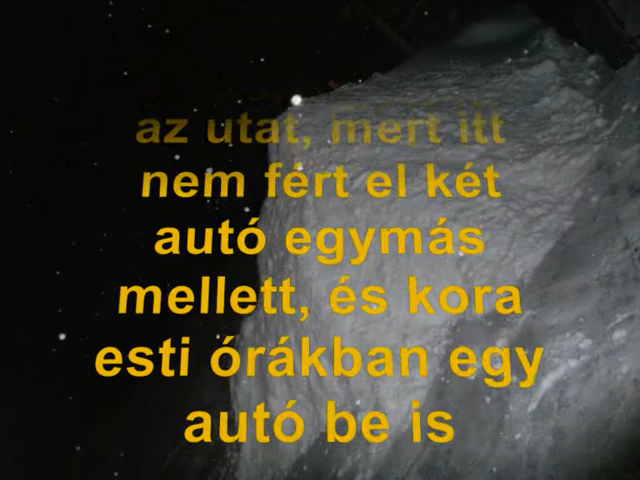 az utat, mert itt
nem fért el két
autó egymás
mellett, és kora
esti órákban egy
autó be is